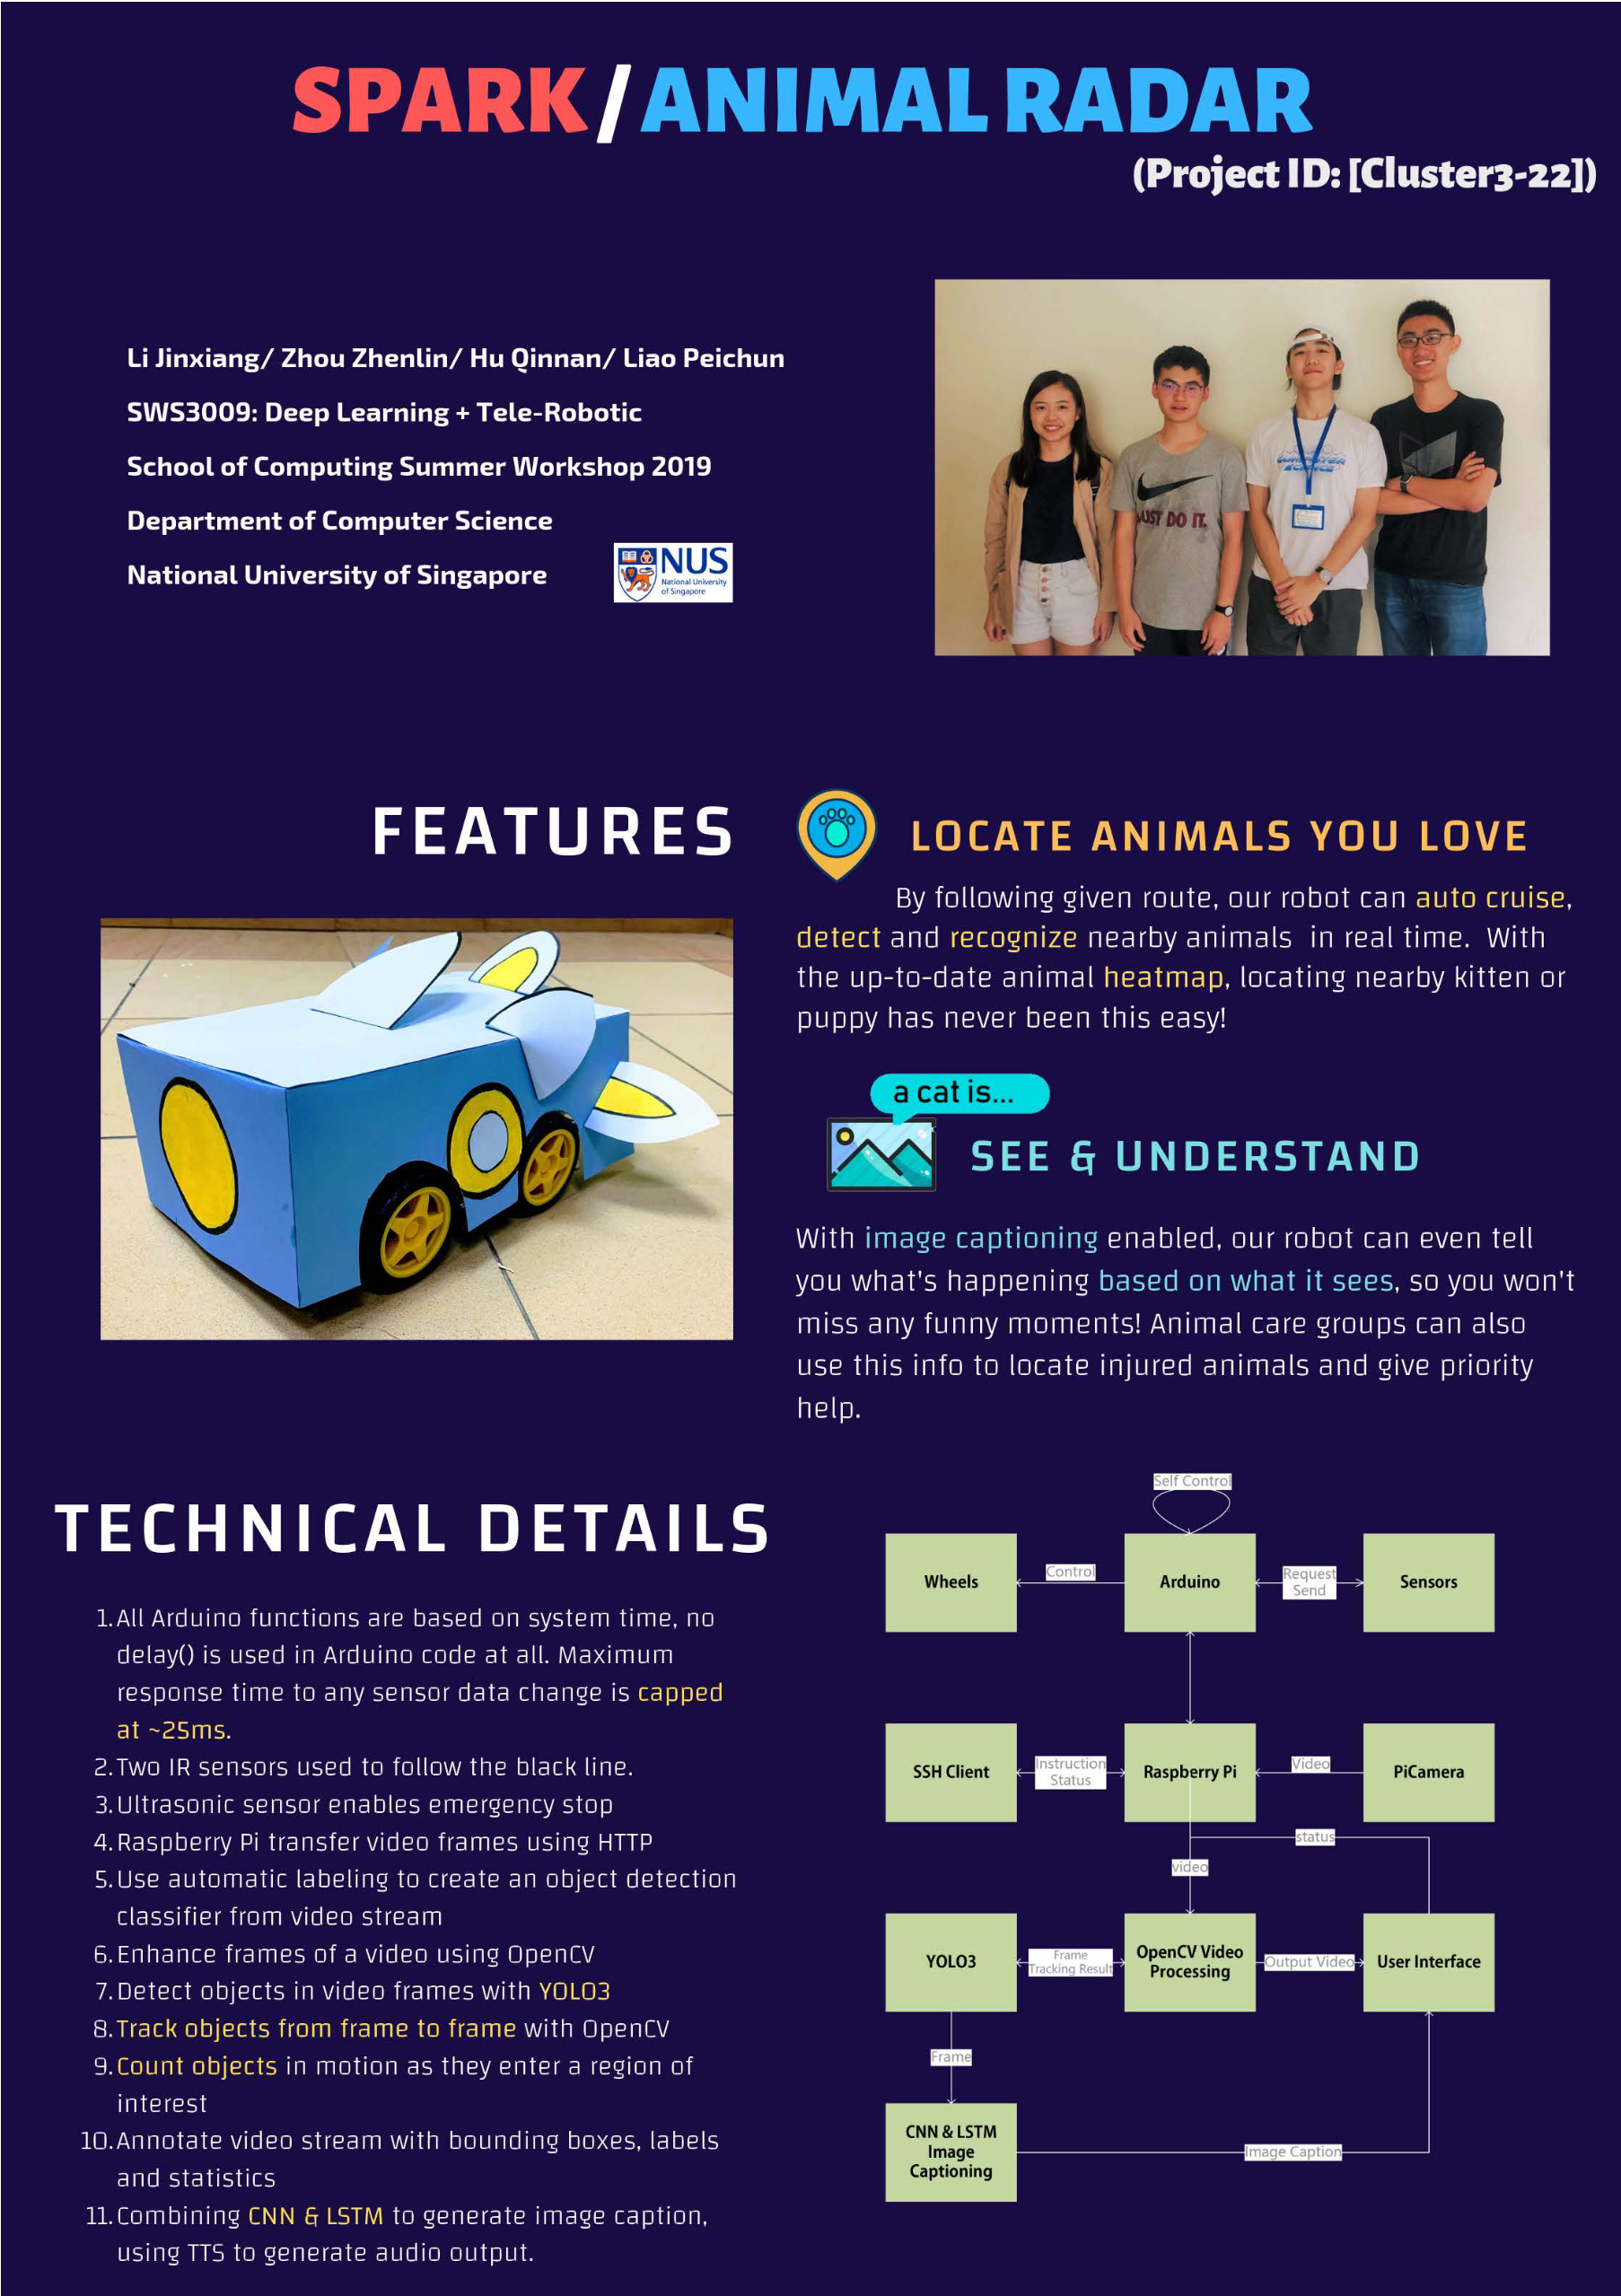 SPARK/ANIMAL RADAR
(Project ID: [Cluster3-22])
Li Jinxiang/ Zhou Zhenlin/ Hu Qinnan/ Liao Peichun
SWS3009: Deep Learning + Tele-Robotic
School of Computing Summer Workshop 2019
Department of Computer Science
National University of Singapore
NUS
National University
of Singapore
JUST DO IT.
COMPUTER
SCIENCE
FEATURES
LOCATE ANIMALS YOU LOVE
By following given route, our robot can auto cruise,
detect and recognize nearby animals in real time. With
the up-to-date animal heatmap, locating nearby kitten or
puppy has never been this easy!
a cat is...
SEE & UNDERSTAND
With image captioning enabled, our robot can even tell
you what's happening based on what it sees, so you won't
miss any funny moments! Animal care groups can also
use this info to locate injured animals and give priority
help.
TECHNICAL DETAILS
1. All Arduino functions are based on system time, no
delay() is used in Arduino code at all. Maximum
response time to any sensor data change is capped
at ~25ms.
2. Two IR sensors used to follow the black line.
3. Ultrasonic sensor enables emergency stop
4. Raspberry Pi transfer video frames using HTTP
5. Use automatic labeling to create an object detection
classifier from video stream
6. Enhance frames of a video using OpenCV
7. Detect objects in video frames with YOLO3
8. Track objects from frame to frame with OpenCV
9. Count objects in motion as they enter a region of
interest
10. Annotate video stream with bounding boxes, labels
and statistics
11. Combining CNN & LSTM to generate image caption,
using TTS to generate audio output.
Self Control
Wheels
Control
Arduino
Request
Send
Sensors
SSH Client
Instruction
Status
Raspberry Pi
Video
PiCamera
status
video
YOLO3
Frame
Tracking Result
OpenCV Video
Processing
Output Video
User Interface
Frame
CNN & LSTM
Image
Captioning
Image Caption